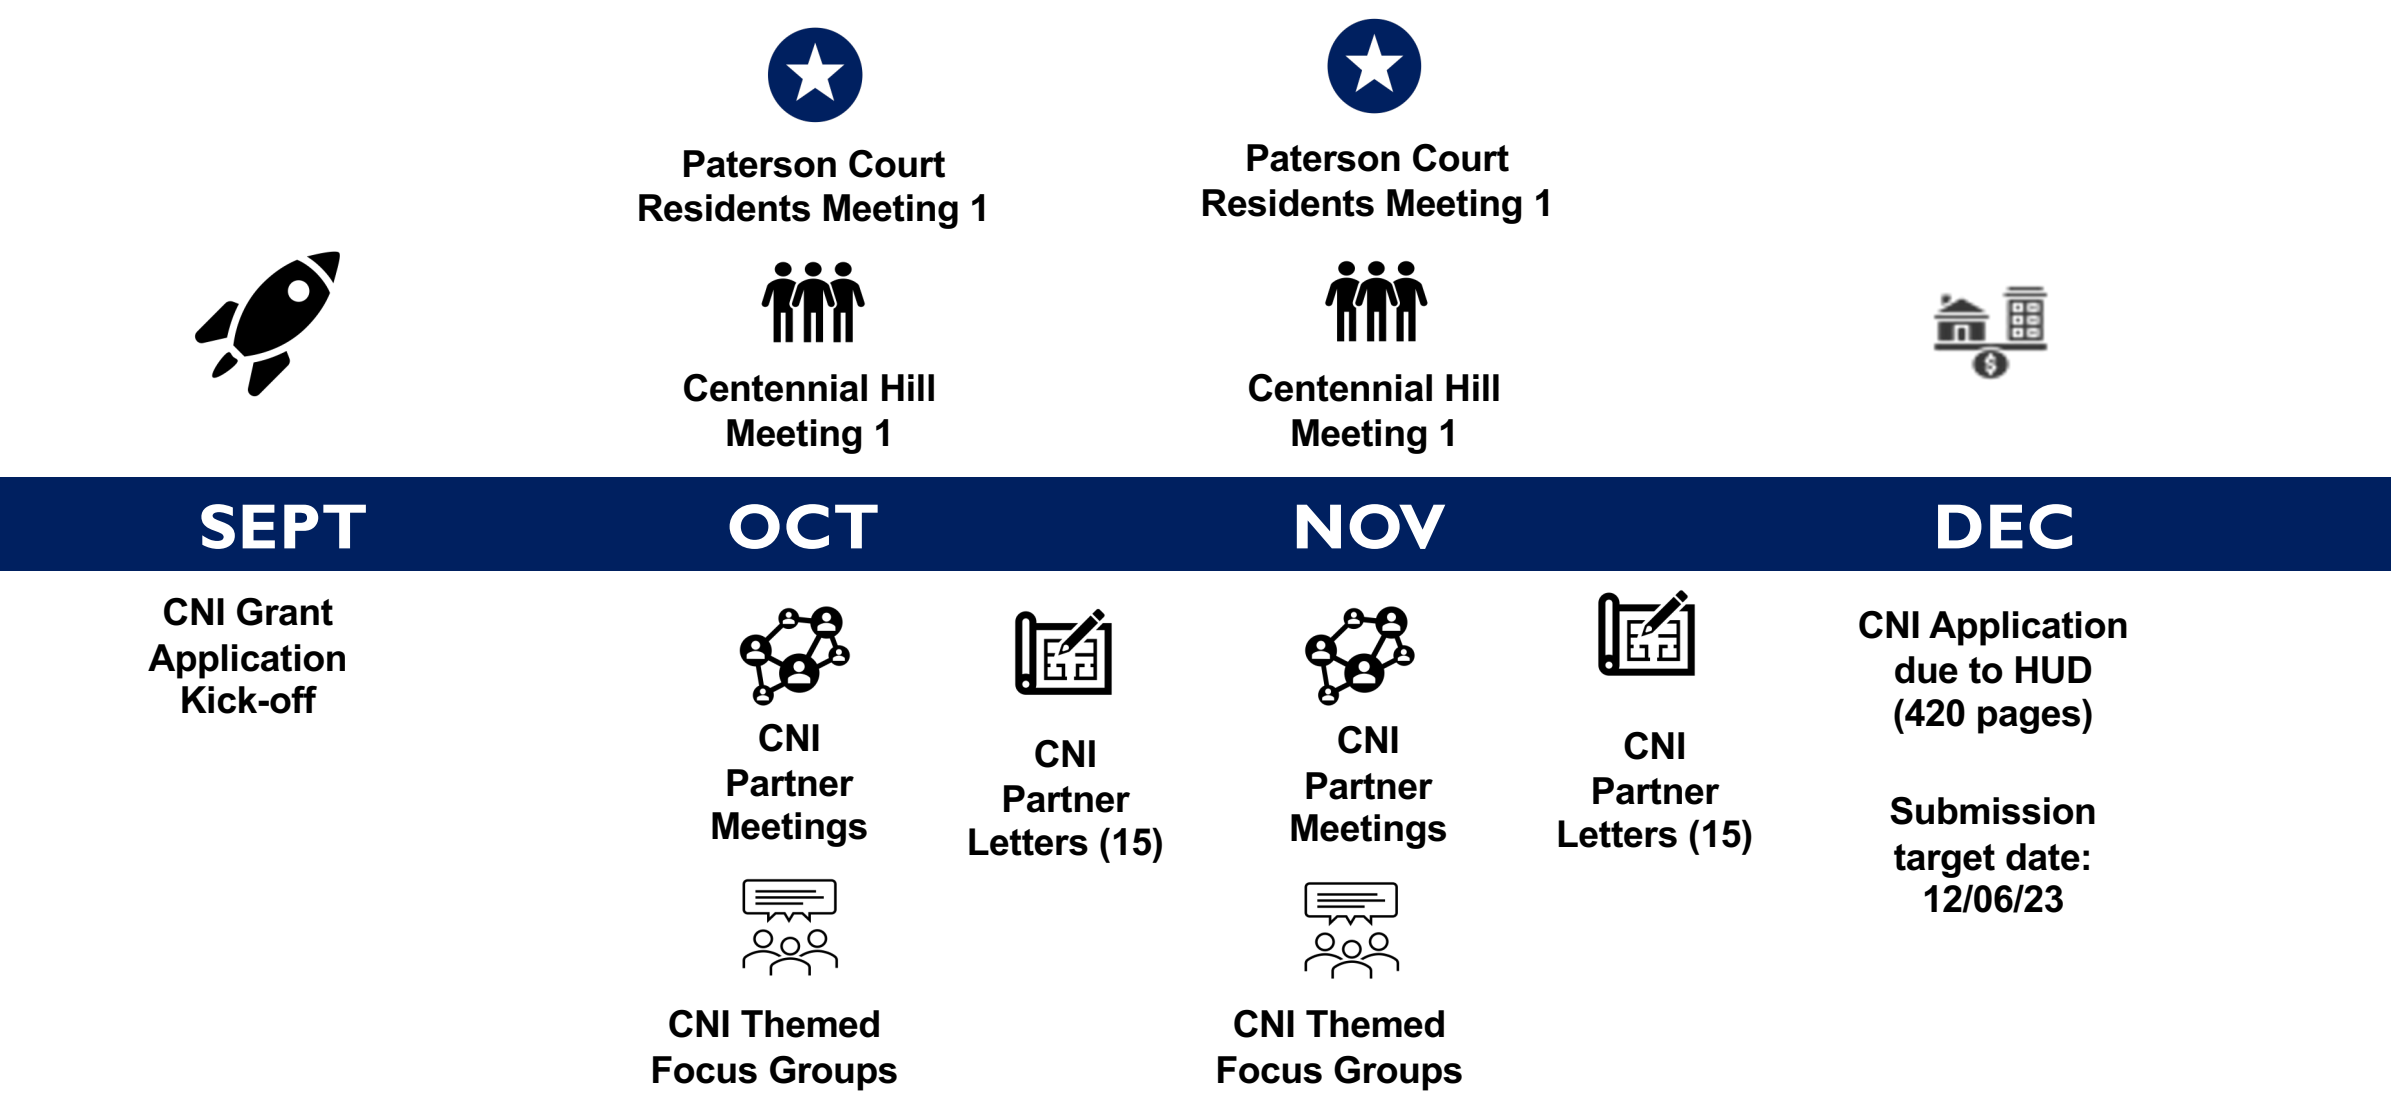 Paterson Court
Residents Meeting 1
Paterson Court
Residents Meeting 1
Centennial Hill
Meeting 1
Centennial Hill
Meeting 1
SEPT
OCT
NOV
DEC
CNI Grant
Application
Kick-off
CNI
Partner
Meetings
CNI
Partner
Letters (15)
CNI Themed
Focus Groups
CNI
Partner
Meetings
CNI
Partner
Letters (15)
CNI Themed
Focus Groups
CNI Application
due to HUD
(420 pages)
Submission
target date:
12/06/23